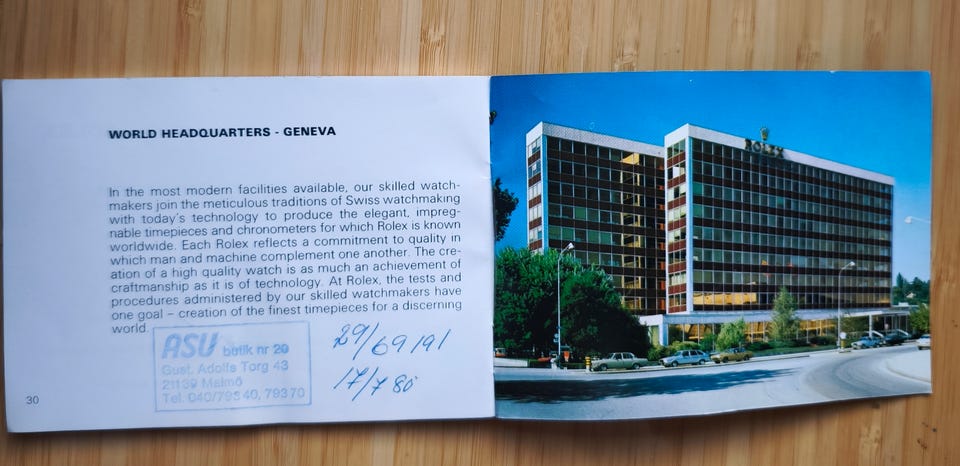 WORLD HEADQUARTERS - GENEVA
In the most modern facilities available, our skilled watch-
makers join the meticulous traditions of Swiss watchmaking
with today's technology to produce the elegant, impreg-
nable timepieces and chronometers for which Rolex is known
worldwide. Each Rolex reflects a commitment to quality in
which man and machine complement one another. The cre-
ation of a high quality watch is as much an achievement of
craftmanship as it is of technology. At Rolex, the tests and
procedures administered by our skilled watchmakers have
one goal – creation of the finest timepieces for a discerning
world.
ASU butik nr 20
Gust. Adolfs Torg 43
21139 Malmö
Tel. 040/793 40, 793 70
29/69191
17/7 80
30
ROLEX